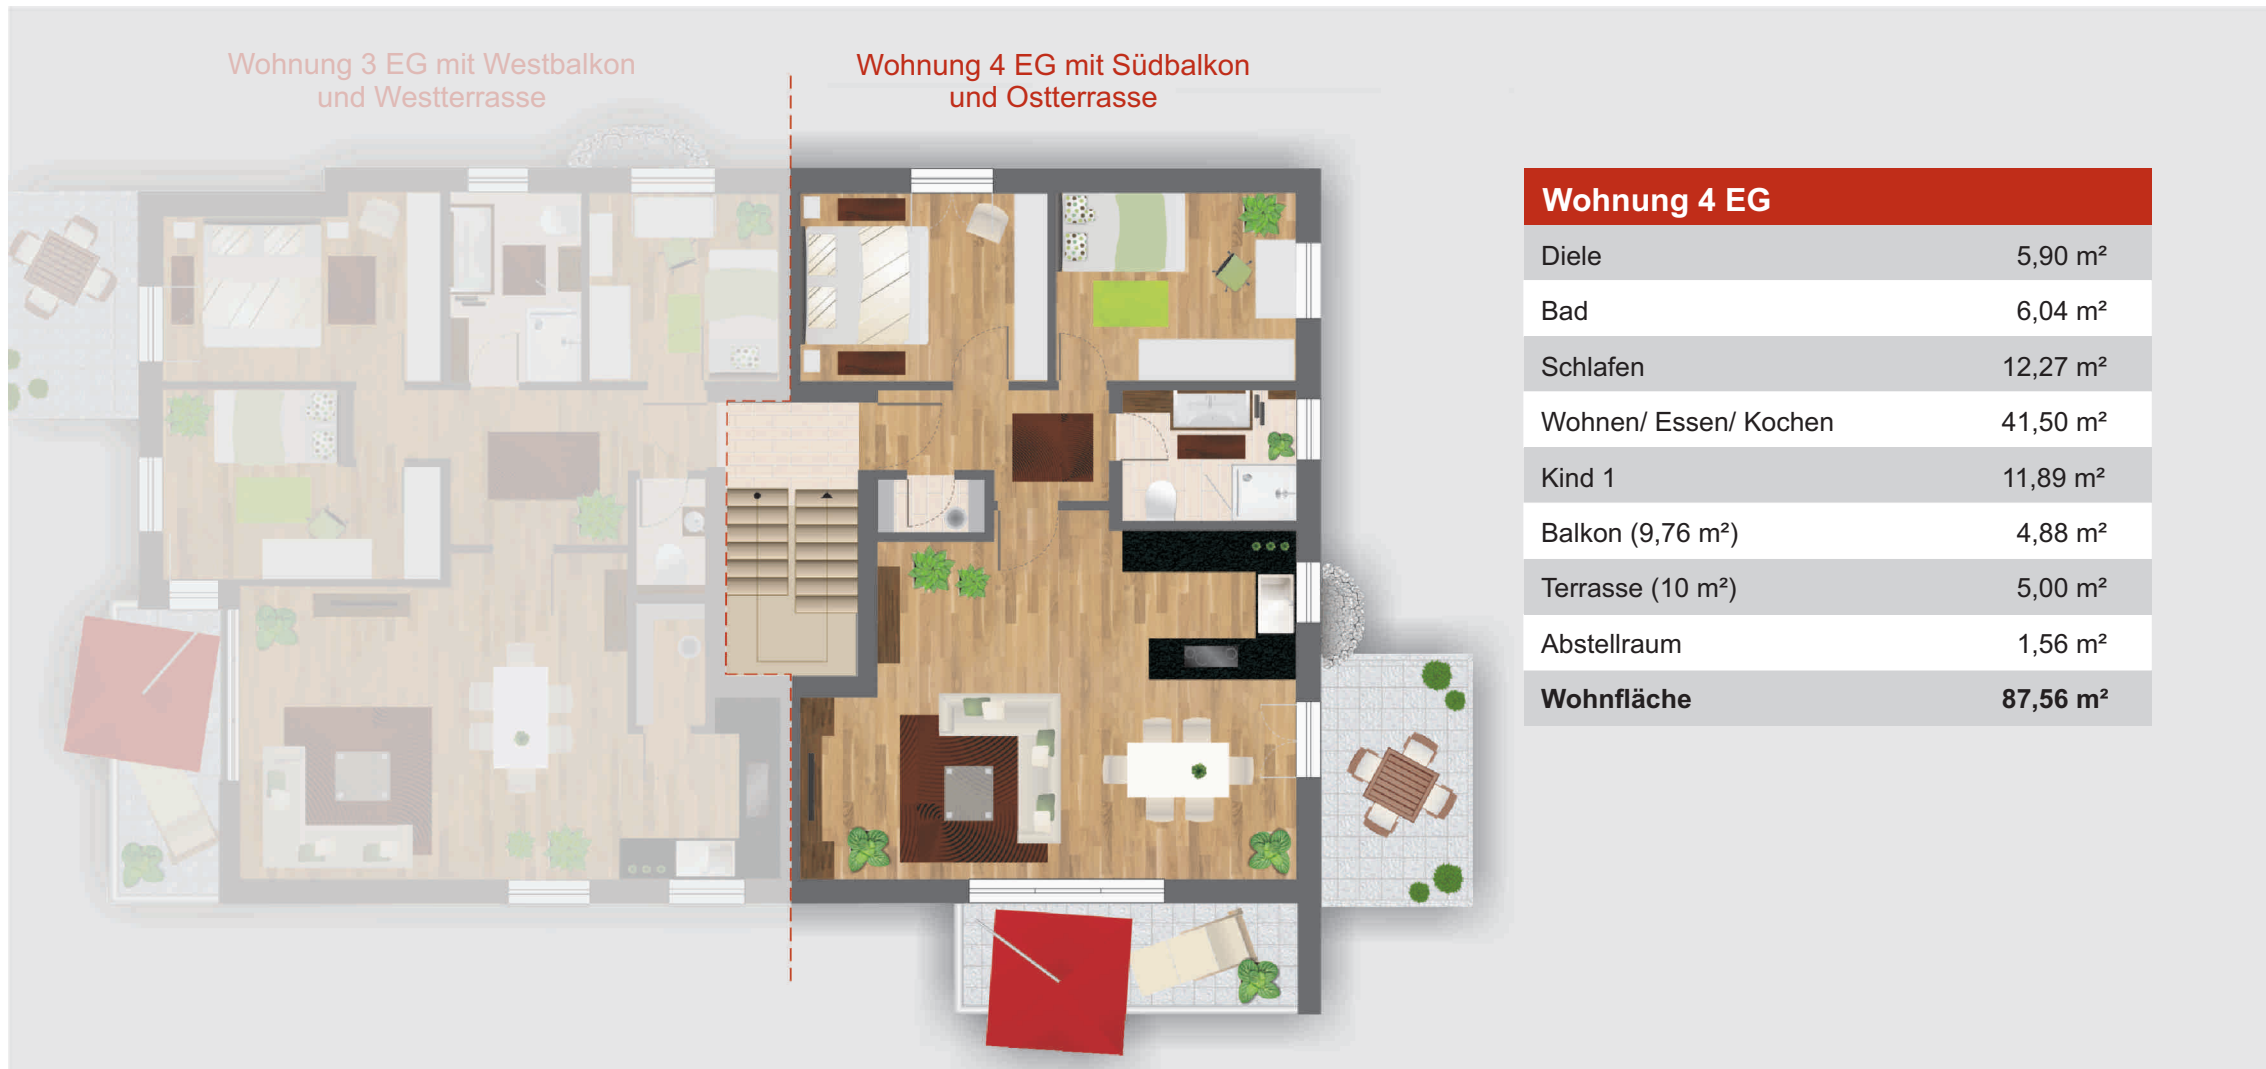 Wohnung 3 EG mit Westbalkon
und Westterrasse
Wohnung 4 EG mit Südbalkon
und Ostterrasse
Wohnung 4 EG
Diele 5,90 m²
Bad 6,04 m²
Schlafen 12,27 m²
Wohnen/ Essen/ Kochen 41,50 m²
Kind 1 11,89 m²
Balkon (9,76 m²) 4,88 m²
Terrasse (10 m²) 5,00 m²
Abstellraum 1,56 m²
Wohnfläche 87,56 m²